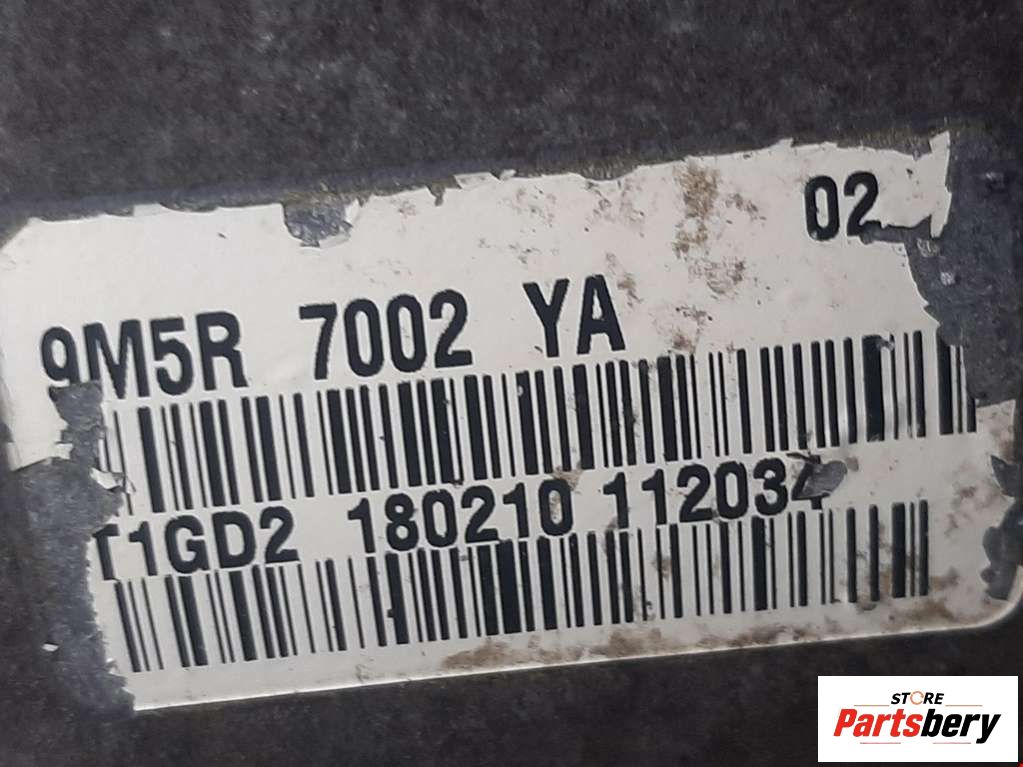 02
9M5R 7002 YA
T1GD2 180210 112034
STORE
Partsbery